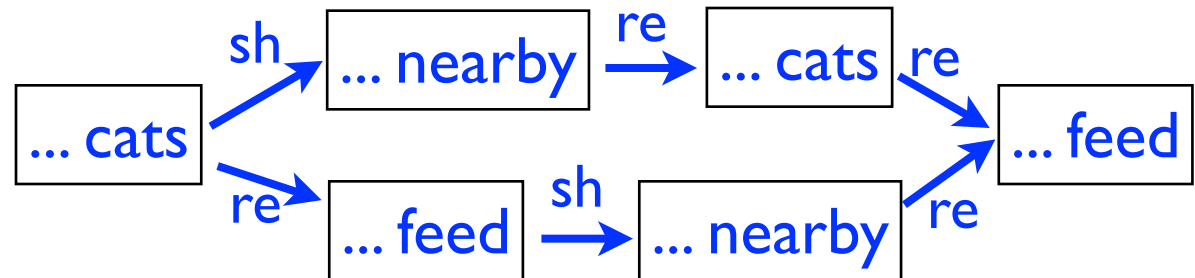 sh
... nearby
re
... cats
re
... cats
... feed
re
... feed
sh
... nearby
re